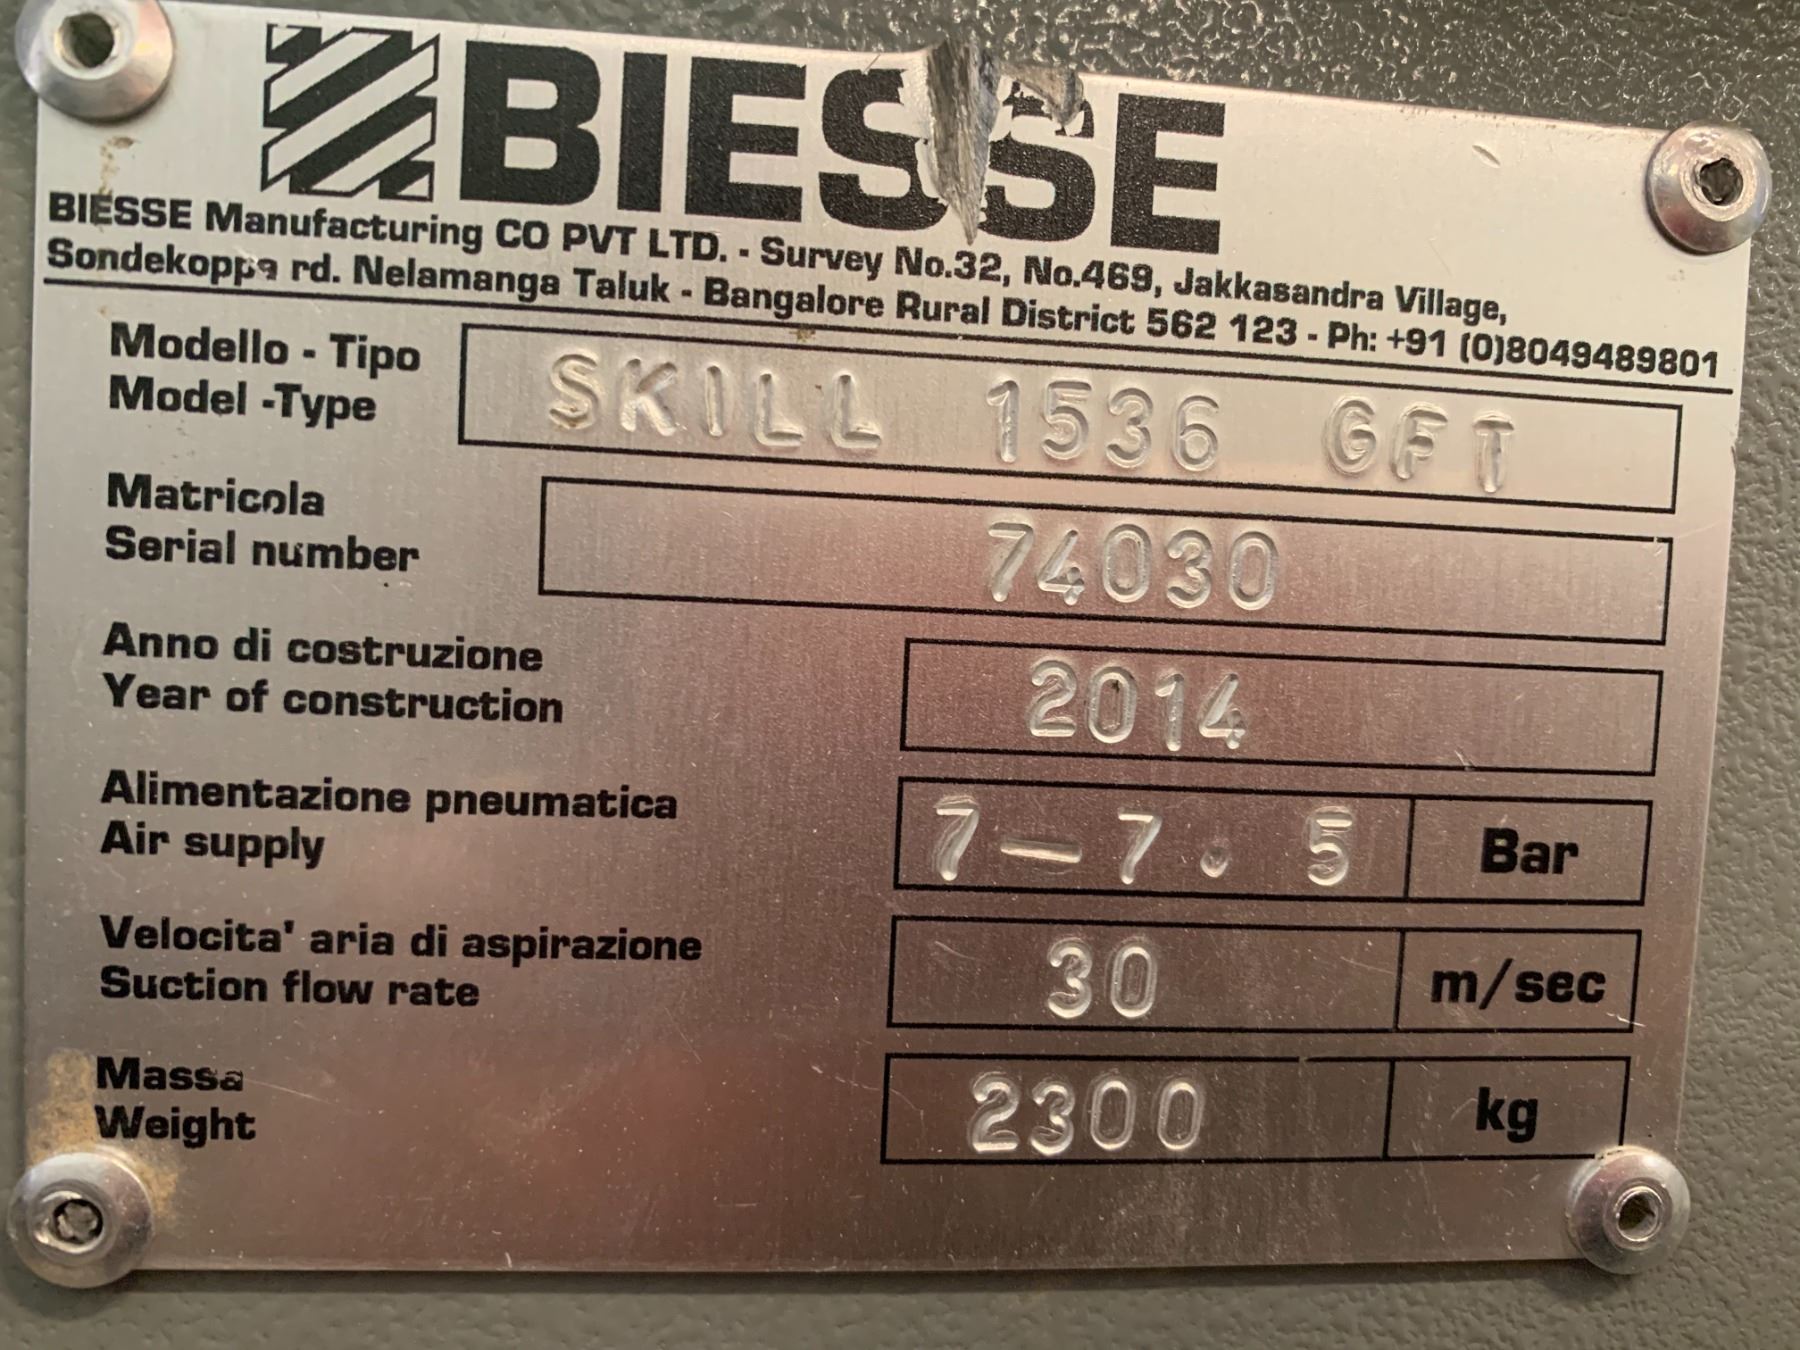 BIESSE
BIESSE Manufacturing CO PVT LTD. - Survey No.32, No.469, Jakkasandra Village,
Sondekoppa rd. Nelamanga Taluk - Bangalore Rural District 562 123 - Ph: +91 (0)8049489801
Modello - Tipo
Model -Type
SKILL 1536 GFT
Matricola
Serial number
74030
Anno di costruzione
Year of construction
2014
Alimentazione pneumatica
Air supply
7-7.5 Bar
Velocita' aria di aspirazione
Suction flow rate
30 m/sec
Massa
Weight
2300 kg